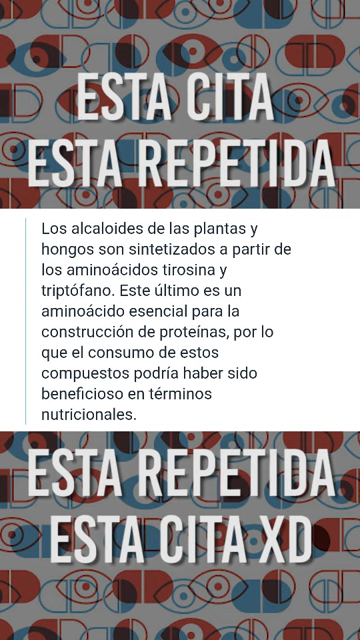 ESTA CITA
ESTA REPETIDA
Los alcaloides de las plantas y
hongos son sintetizados a partir de
los aminoácidos tirosina y
triptófano. Este último es un
aminoácido esencial para la
construcción de proteínas, por lo
que el consumo de estos
compuestos podría haber sido
beneficioso en términos
nutricionales.
ESTA REPETIDA
ESTA CITA XD